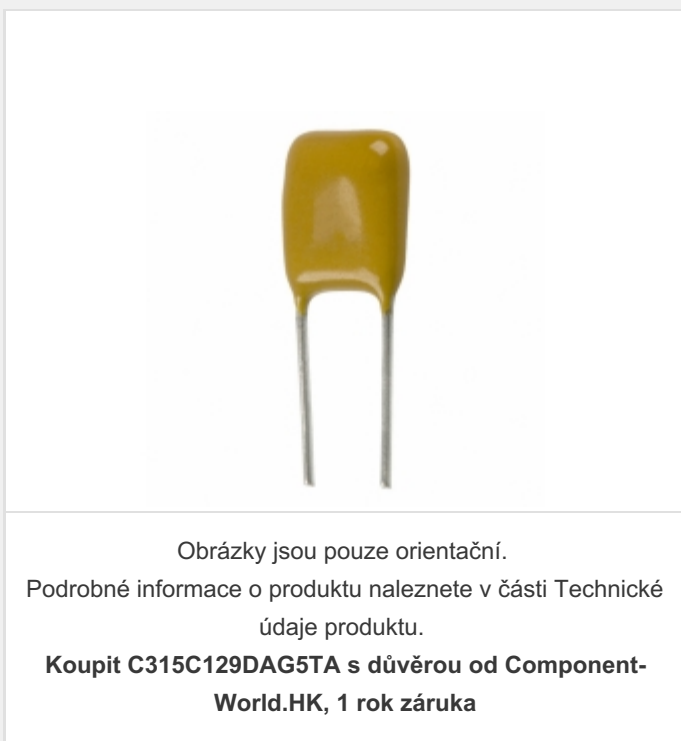 Obrázky jsou pouze orientační.
Podrobné informace o produktu naleznete v části Technické
údaje produktu.
Koupit C315C129DAG5TA s důvěrou od Component-
World.HK, 1 rok záruka